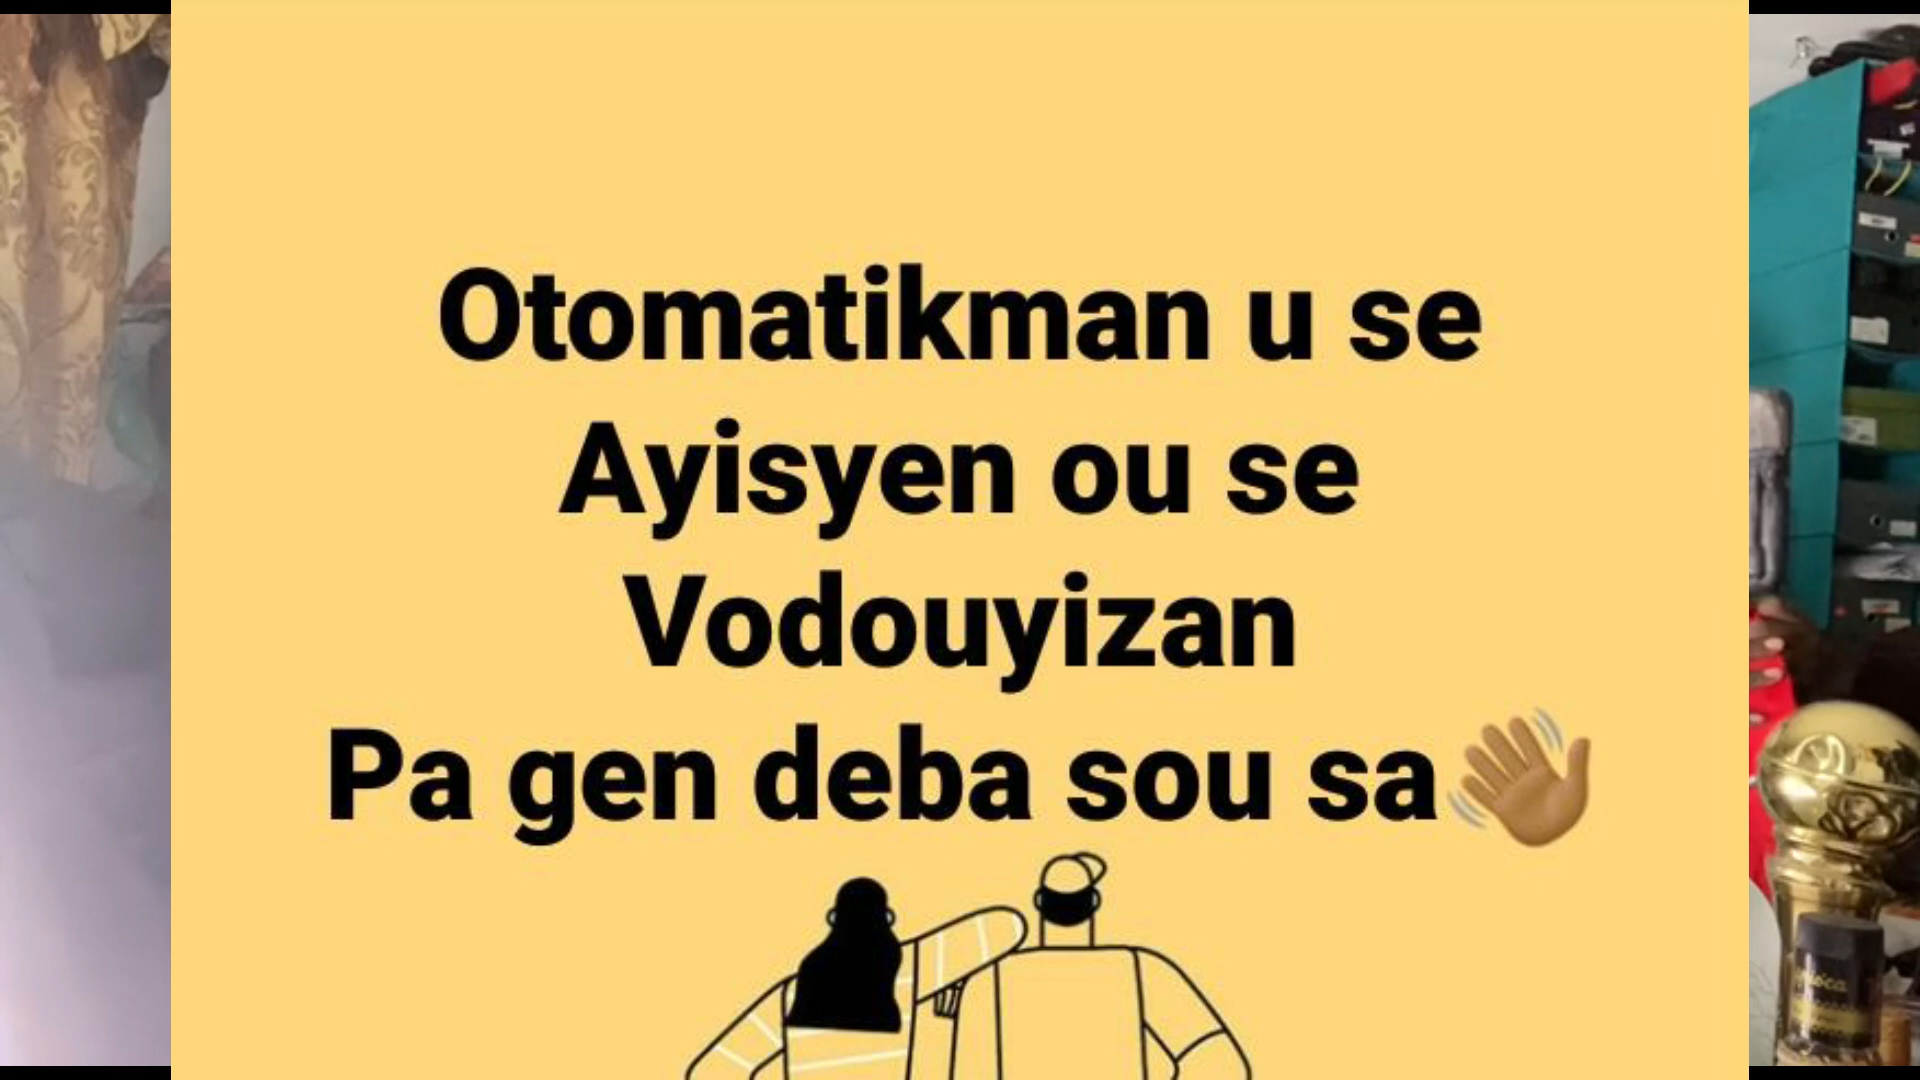 Otomatikman u se
Ayisyen ou se
Vodouyizan
Pa gen deba sou sa👋🏾